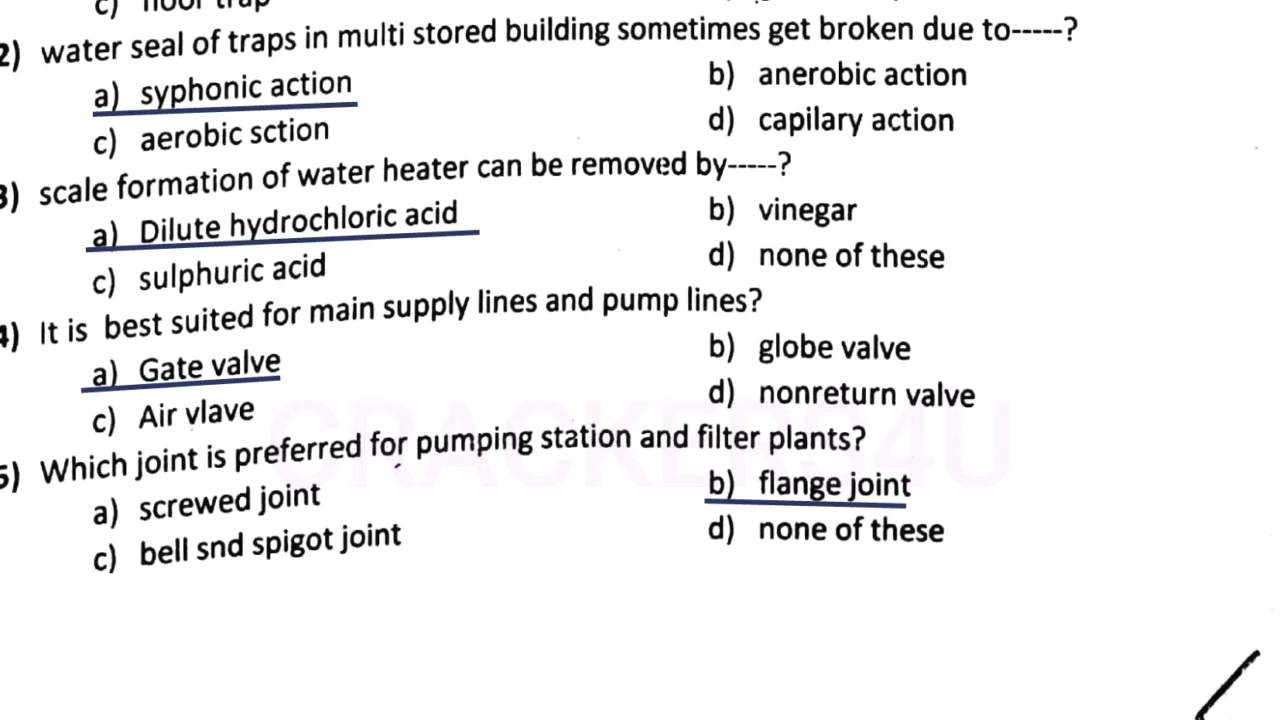 c) floor trap
2) water seal of traps in multi stored building sometimes get broken due to-----?
a) syphonic action b) anerobic action
c) aerobic sction d) capilary action
3) scale formation of water heater can be removed by-----?
a) Dilute hydrochloric acid b) vinegar
c) sulphuric acid d) none of these
4) It is best suited for main supply lines and pump lines?
a) Gate valve b) globe valve
c) Air vlave d) nonreturn valve
5) Which joint is preferred for pumping station and filter plants?
a) screwed joint b) flange joint
c) bell snd spigot joint d) none of these
CRACKERS4U